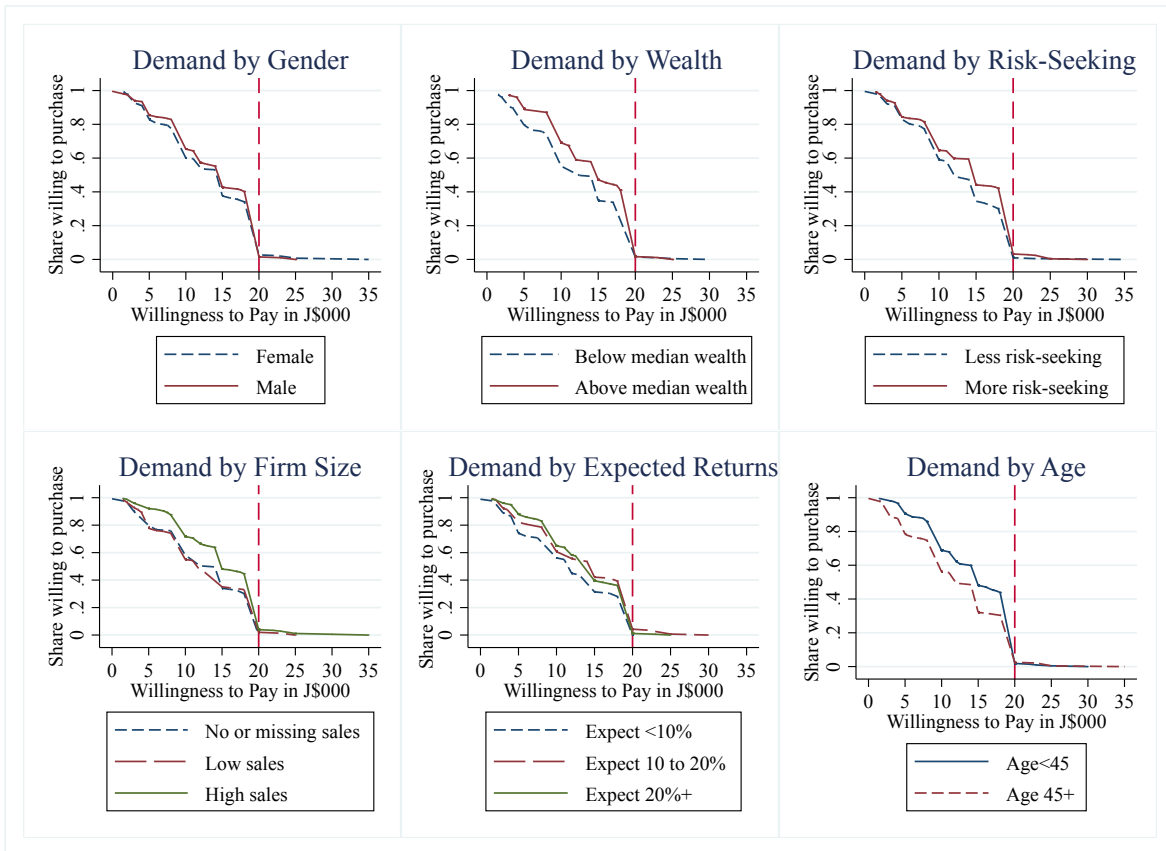 Demand by Gender
Share willing to purchase
1
.8
.6
.4
.2
0
0 5 10 15 20 25 30 35
Willingness to Pay in J$000
Female
Male
Demand by Wealth
Share willing to purchase
1
.8
.6
.4
.2
0
0 5 10 15 20 25 30 35
Willingness to Pay in J$000
Below median wealth
Above median wealth
Demand by Risk-Seeking
Share willing to purchase
1
.8
.6
.4
.2
0
0 5 10 15 20 25 30 35
Willingness to Pay in J$000
Less risk-seeking
More risk-seeking
Demand by Firm Size
Share willing to purchase
1
.8
.6
.4
.2
0
0 5 10 15 20 25 30 35
Willingness to Pay in J$000
No or missing sales
Low sales
High sales
Demand by Expected Returns
Share willing to purchase
1
.8
.6
.4
.2
0
0 5 10 15 20 25 30 35
Willingness to Pay in J$000
Expect <10%
Expect 10 to 20%
Expect 20%+
Demand by Age
Share willing to purchase
1
.8
.6
.4
.2
0
0 5 10 15 20 25 30 35
Willingness to Pay in J$000
Age<45
Age 45+